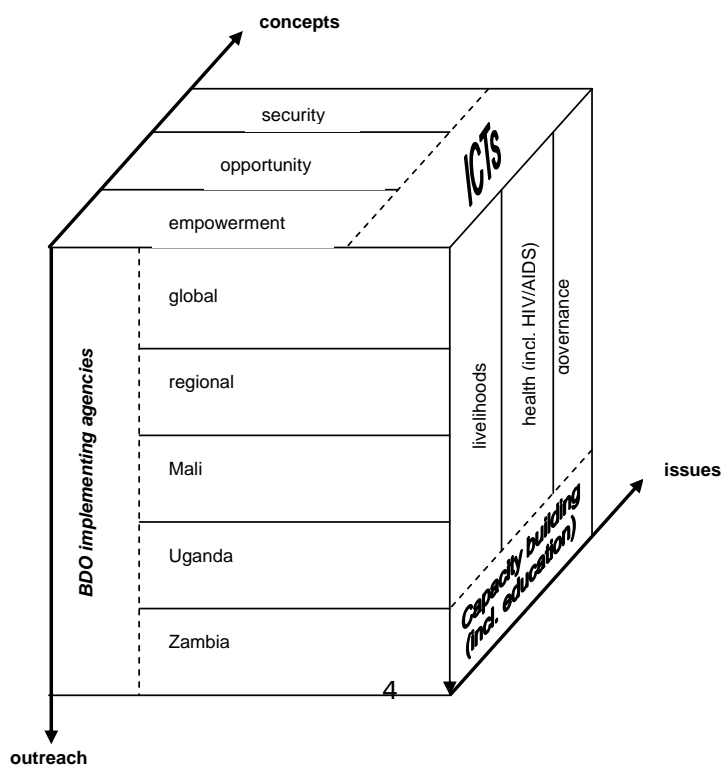 concepts
security
opportunity
empowerment
ICTs
global
regional
Mali
Uganda
Zambia
BDO implementing agencies
livelihoods
health (incl. HIV/AIDS)
governance
Capacity building
(incl. education)
issues
4
outreach